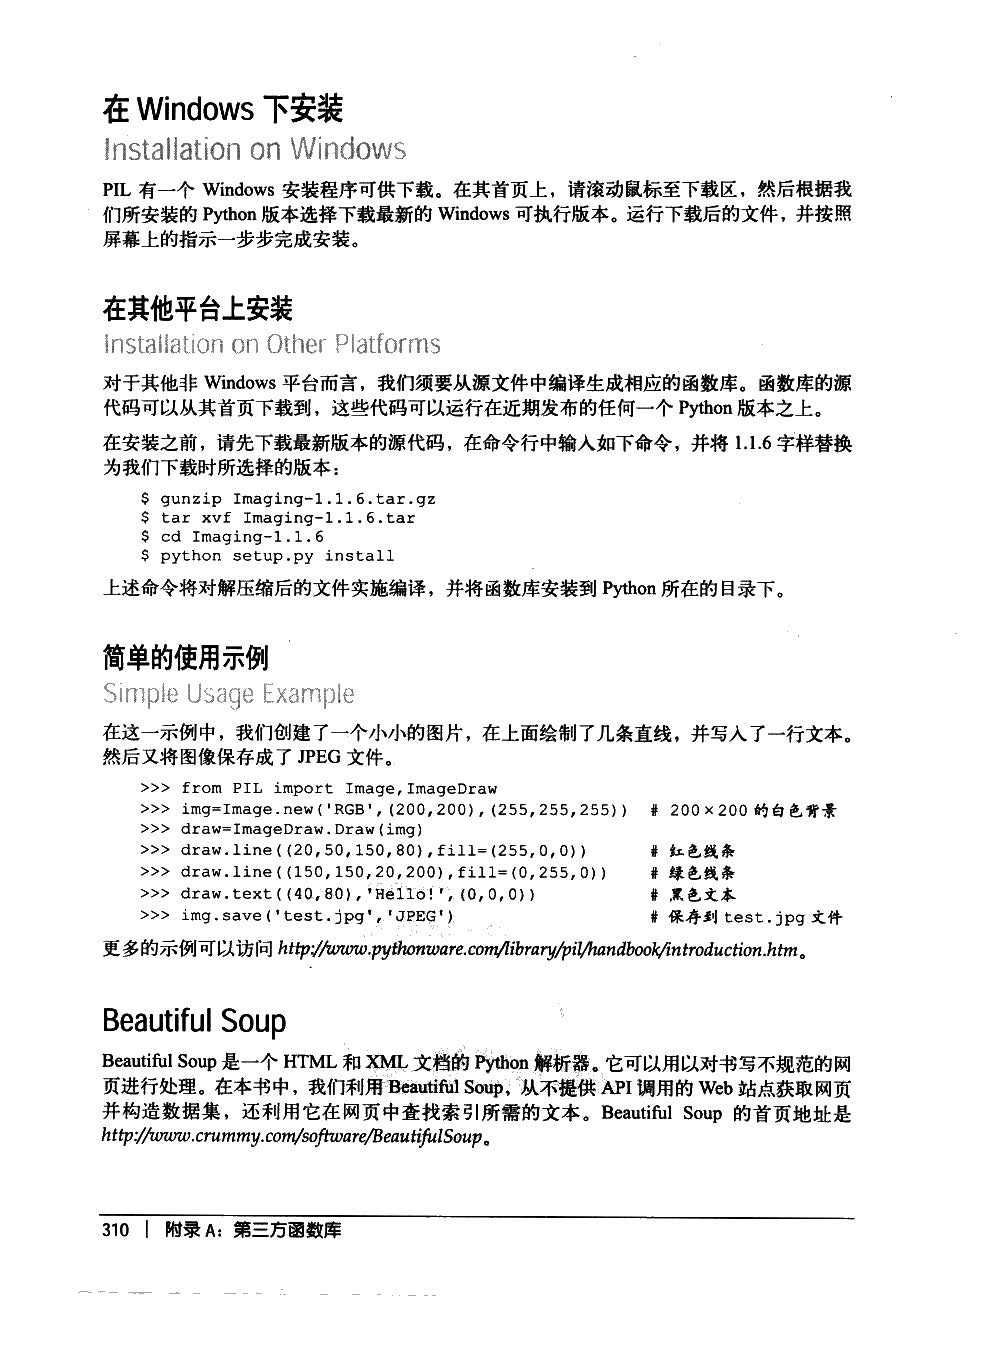 在 Windows 下安装
Installation on Windows
PIL 有一个 Windows 安装程序可供下载。在其首页上，请滚动鼠标至下载区，然后根据我
们所安装的 Python 版本选择下载最新的 Windows 可执行版本。运行下载后的文件，并按照
屏幕上的指示一步步完成安装。
在其他平台上安装
Installation on Other Platforms
对于其他非 Windows 平台而言，我们须要从源文件中编译生成相应的函数库。函数库的源
代码可以从其首页下载到，这些代码可以运行在近期发布的任何一个 Python 版本之上。
在安装之前，请先下载最新版本的源代码，在命令行中输入如下命令，并将 1.1.6 字样替换
为我们下载时所选择的版本：
$ gunzip Imaging-1.1.6.tar.gz
$ tar xvf Imaging-1.1.6.tar
$ cd Imaging-1.1.6
$ python setup.py install
上述命令将对解压缩后的文件实施编译，并将函数库安装到 Python 所在的目录下。
简单的使用示例
Simple Usage Example
在这一示例中，我们创建了一个小小的图片，在上面绘制了几条直线，并写入了一行文本。
然后又将图像保存成了 JPEG 文件。
>>> from PIL import Image,ImageDraw
>>> img=Image.new('RGB',(200,200),(255,255,255)) # 200×200 的白色背景
>>> draw=ImageDraw.Draw(img)
>>> draw.line((20,50,150,80),fill=(255,0,0)) # 红色线条
>>> draw.line((150,150,20,200),fill=(0,255,0)) # 绿色线条
>>> draw.text((40,80),'Hello!',(0,0,0)) # 黑色文本
>>> img.save('test.jpg','JPEG') # 保存到 test.jpg 文件
更多的示例可以访问 http://www.pythonware.com/library/pil/handbook/introduction.htm。
Beautiful Soup
Beautiful Soup 是一个 HTML 和 XML 文档的 Python 解析器。它可以用以对书写不规范的网
页进行处理。在本书中，我们利用 Beautiful Soup，从不提供 API 调用的 Web 站点获取网页
并构造数据集，还利用它在网页中查找索引所需的文本。Beautiful Soup 的首页地址是
http://www.crummy.com/software/BeautifulSoup。
310 | 附录 A：第三方函数库